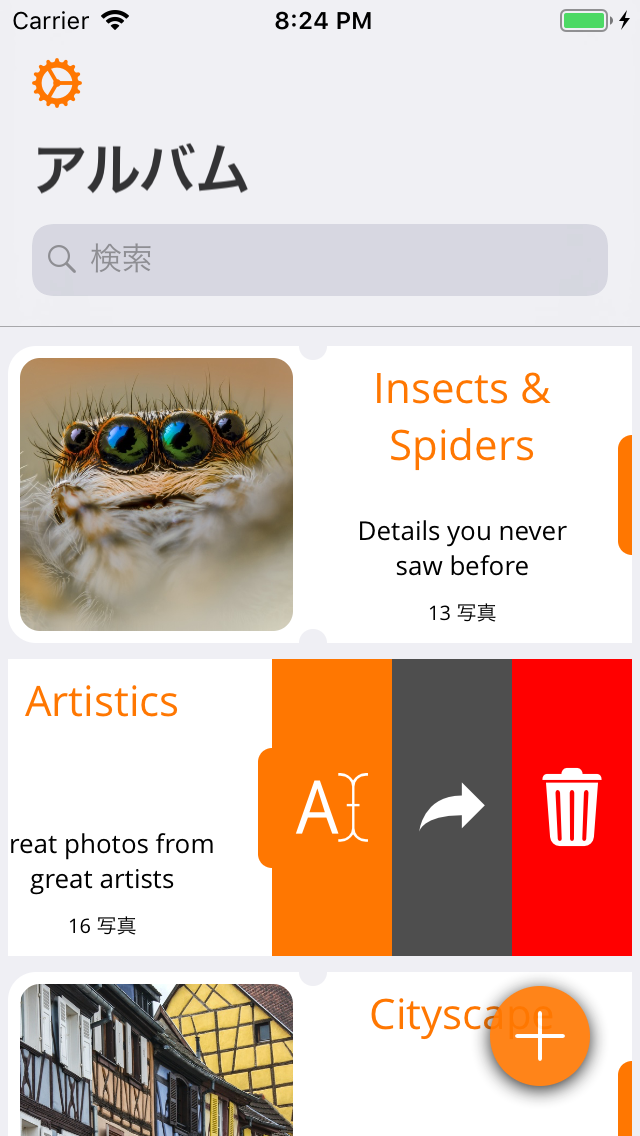 Carrier 8:24 PM
アルバム
検索
Insects &
Spiders
Details you never
saw before
13 写真
Artistics
reat photos from
great artists
16 写真
A
Cityscape